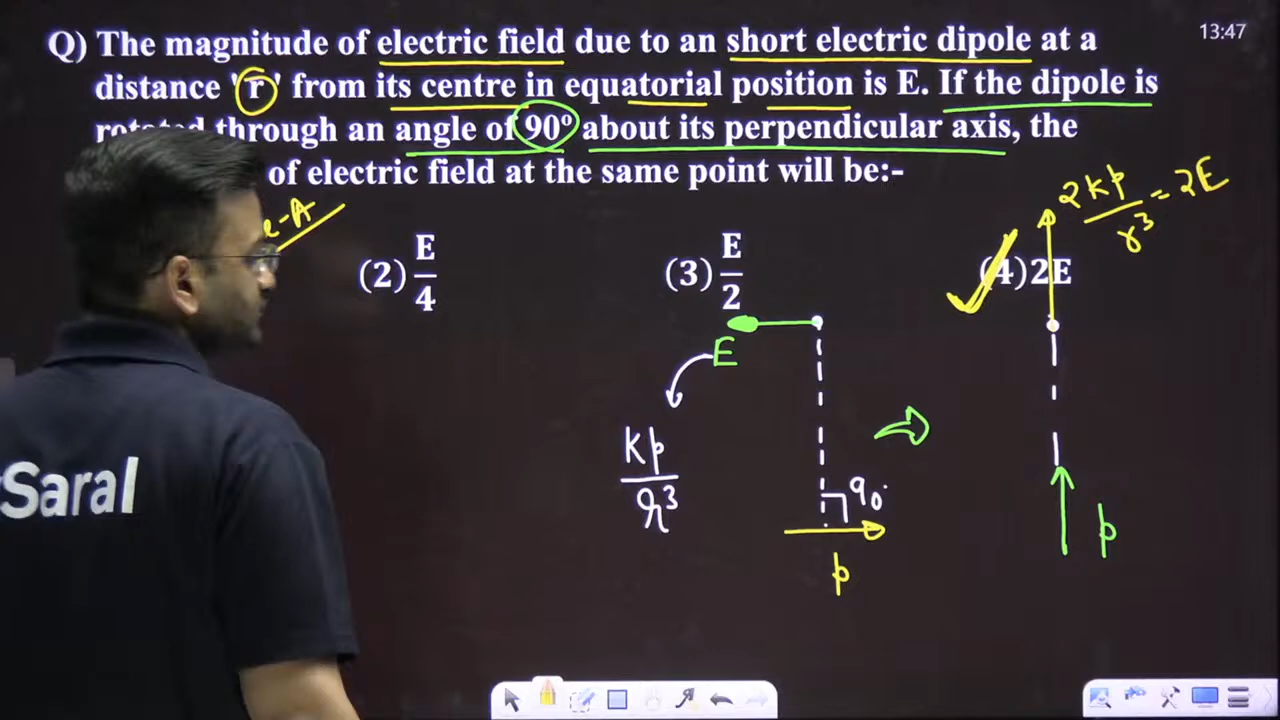 13:47
Q) The magnitude of electric field due to an short electric dipole at a
distance 'r' from its centre in equatorial position is E. If the dipole is
rotated through an angle of 90º about its perpendicular axis, the
of electric field at the same point will be:-
2kp/r³ = 2E
(2) E/4
(3) E/2
(4) 2E
E
kp/r³
90°
p
p
Saral